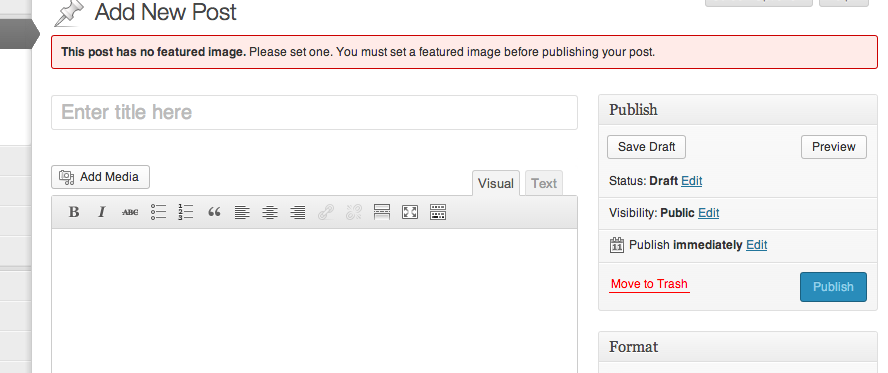 Add New Post
This post has no featured image. Please set one. You must set a featured image before publishing your post.
Enter title here
Add Media
Visual
Text
B I ABC
Publish
Save Draft
Preview
Status: Draft Edit
Visibility: Public Edit
11 Publish immediately Edit
Move to Trash
Publish
Format